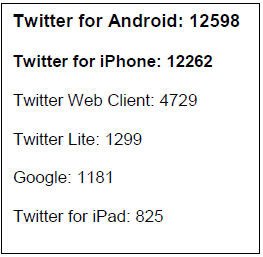 Twitter for Android: 12598
Twitter for iPhone: 12262
Twitter Web Client: 4729
Twitter Lite: 1299
Google: 1181
Twitter for iPad: 825